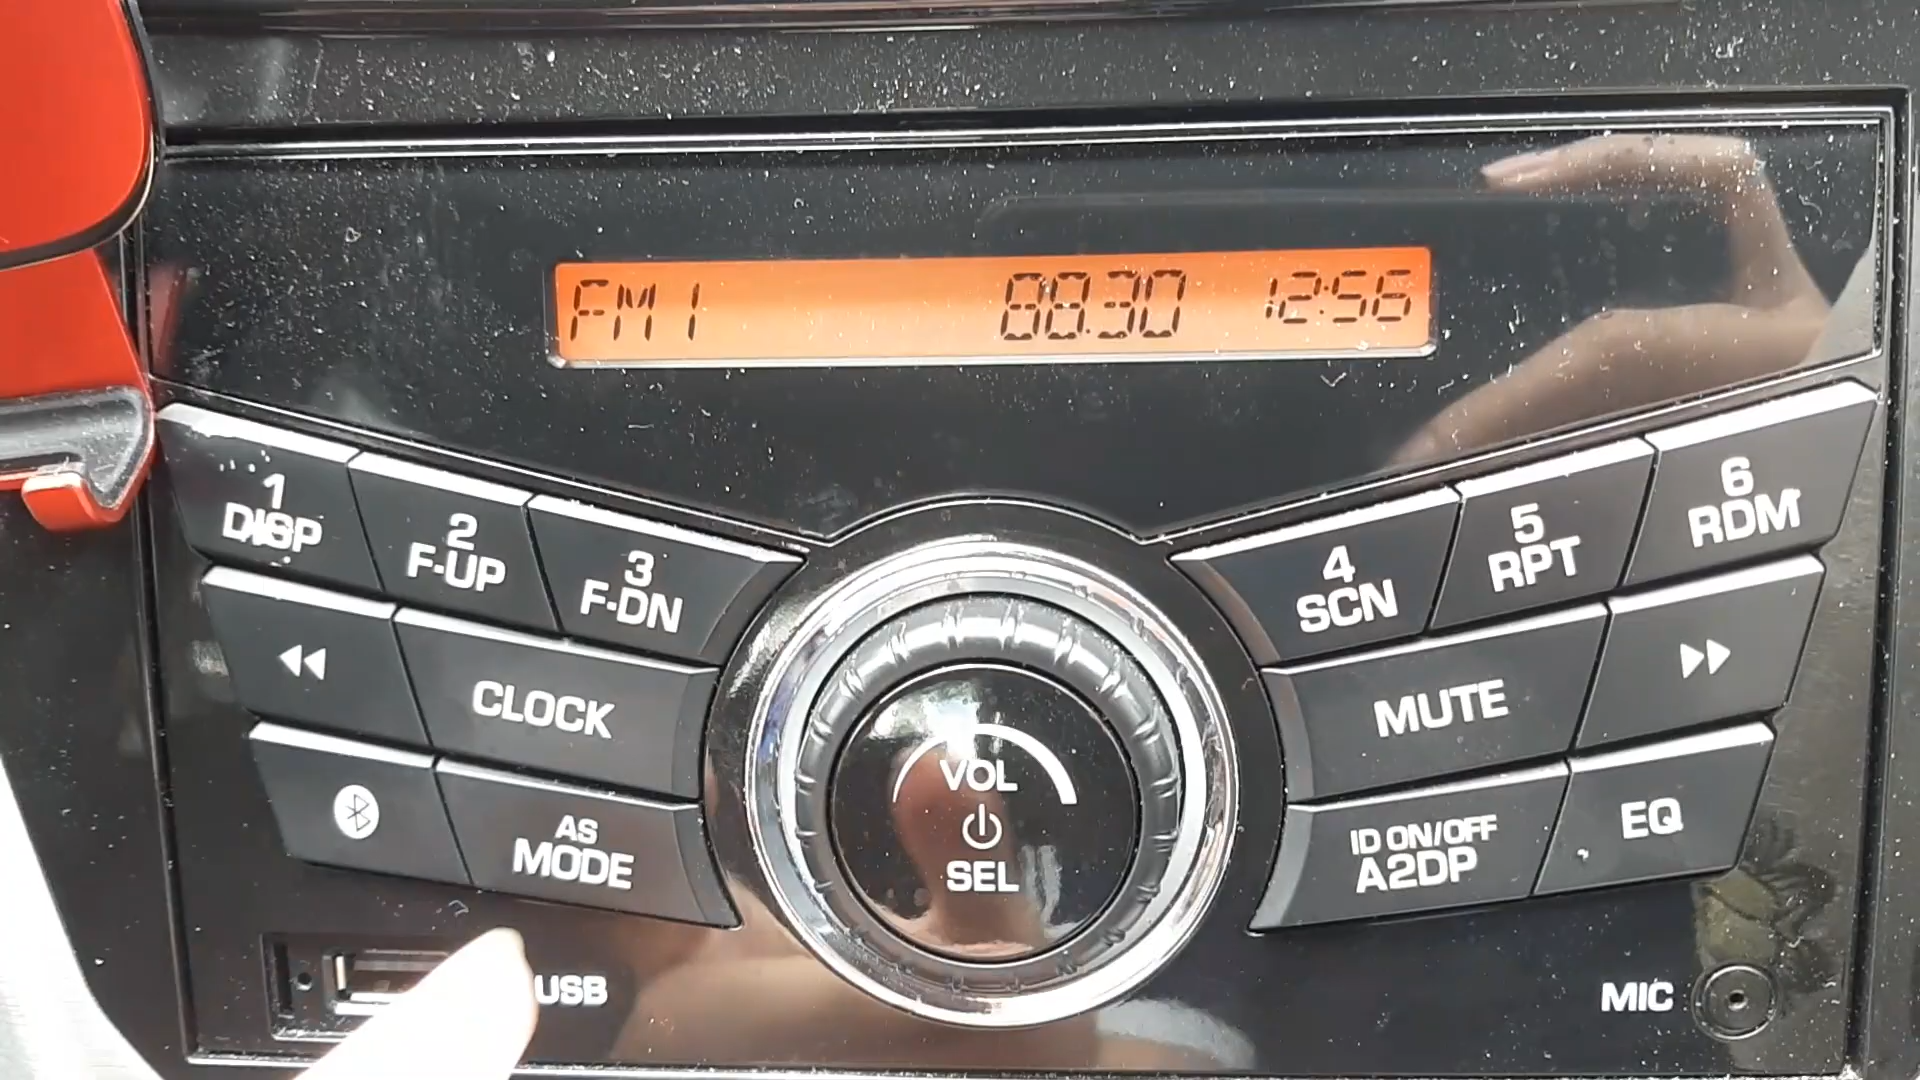 FM1 88.30 12:56
1
DISP
2
F-UP
3
F-DN
4
SCN
5
RPT
6
RDM
CLOCK
MUTE
AS
MODE
VOL
SEL
ID ON/OFF
A2DP
EQ
USB
MIC